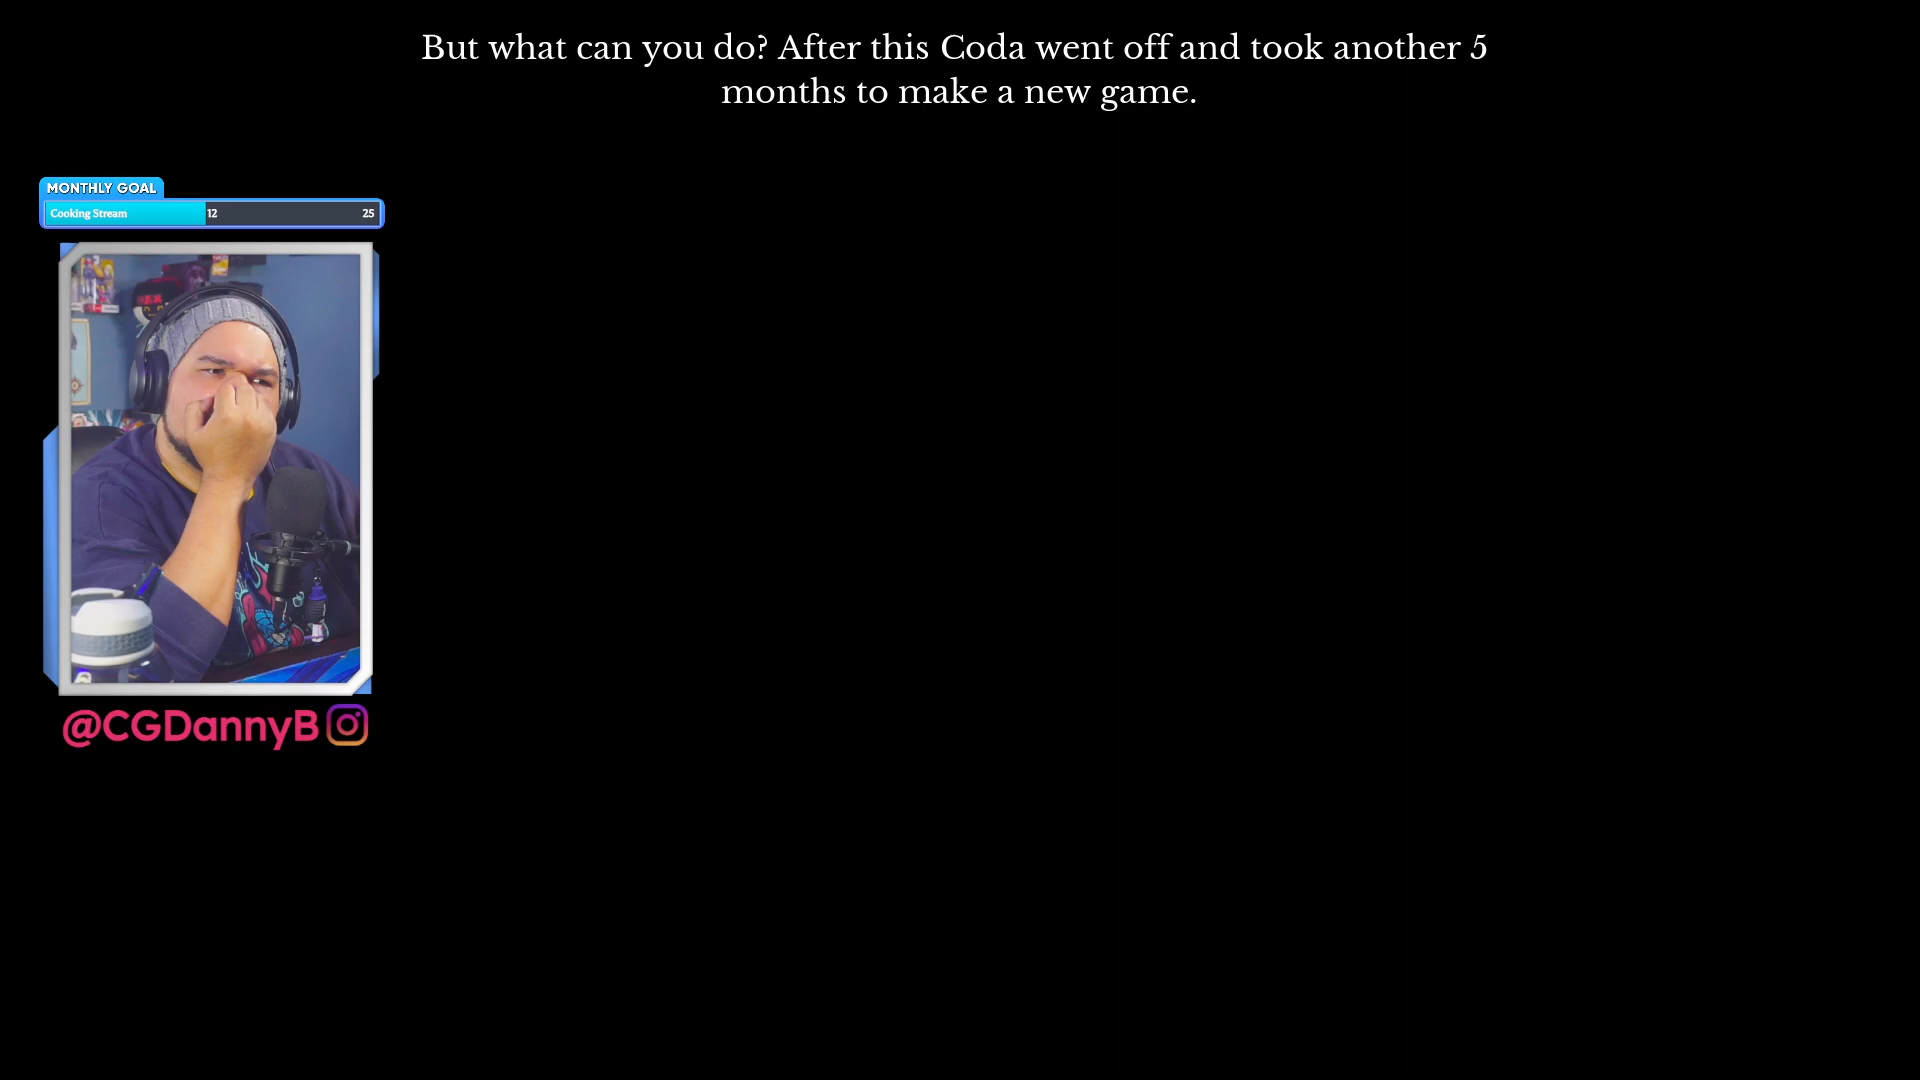 But what can you do? After this Coda went off and took another 5
months to make a new game.
MONTHLY GOAL
Cooking Stream 12 25
@CGDannyB